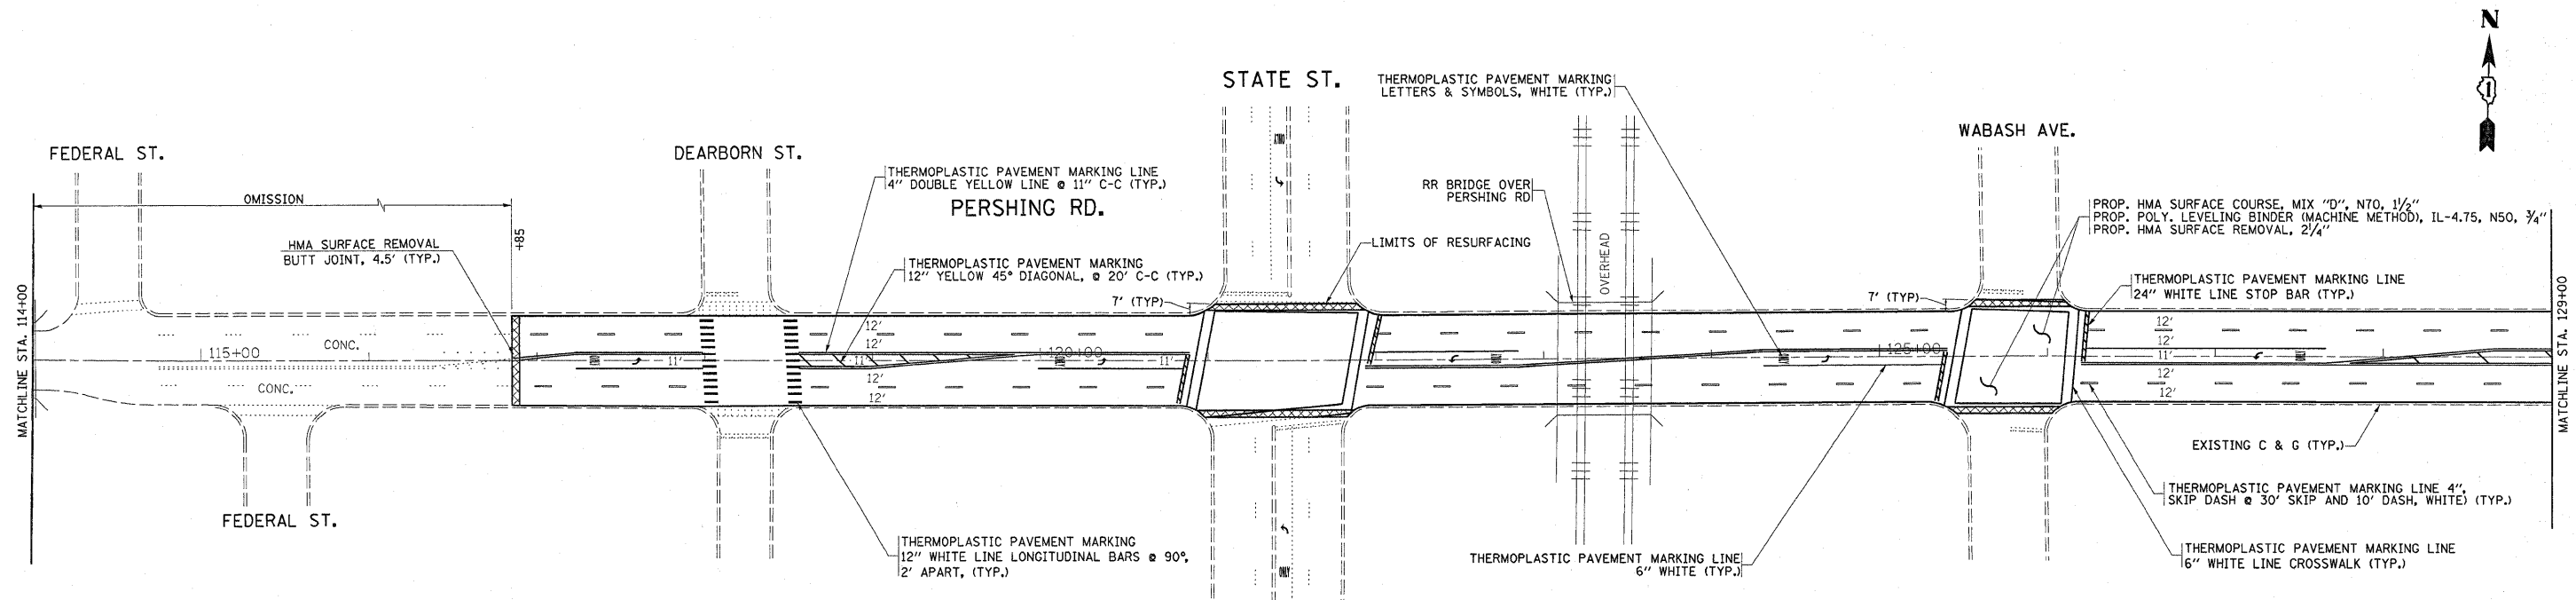 N
1
STATE ST.
THERMOPLASTIC PAVEMENT MARKING
LETTERS & SYMBOLS, WHITE (TYP.)
WABASH AVE.
FEDERAL ST.
DEARBORN ST.
ONLY
THERMOPLASTIC PAVEMENT MARKING LINE
4" DOUBLE YELLOW LINE @ 11" C-C (TYP.)
RR BRIDGE OVER
PERSHING RD
OMISSION
PERSHING RD.
PROP. HMA SURFACE COURSE, MIX "D", N70, 1½"
PROP. POLY. LEVELING BINDER (MACHINE METHOD), IL-4.75, N50, ¾"
PROP. HMA SURFACE REMOVAL, 2¼"
+85
HMA SURFACE REMOVAL
BUTT JOINT, 4.5' (TYP.)
LIMITS OF RESURFACING
OVERHEAD
THERMOPLASTIC PAVEMENT MARKING
12" YELLOW 45° DIAGONAL, @ 20' C-C (TYP.)
THERMOPLASTIC PAVEMENT MARKING LINE
24" WHITE LINE STOP BAR (TYP.)
7' (TYP)
7' (TYP.)
MATCHLINE STA. 114+00
MATCHLINE STA. 129+00
12'
12'
CONC.
12'
12'
115+00
120+00
125+00
ONLY
11'
11'
ONLY
11'
ONLY
ONLY
11'
ONLY
CONC.
12'
12'
12'
12'
EXISTING C & G (TYP.)
THERMOPLASTIC PAVEMENT MARKING LINE 4",
SKIP DASH @ 30' SKIP AND 10' DASH, WHITE) (TYP.)
FEDERAL ST.
THERMOPLASTIC PAVEMENT MARKING
12" WHITE LINE LONGITUDINAL BARS @ 90°,
2' APART, (TYP.)
ONLY
THERMOPLASTIC PAVEMENT MARKING LINE
6" WHITE (TYP.)
THERMOPLASTIC PAVEMENT MARKING LINE
6" WHITE LINE CROSSWALK (TYP.)